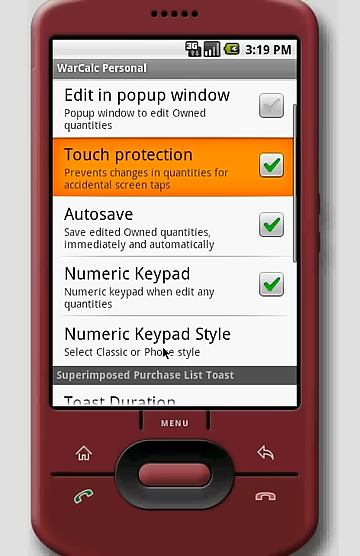 3G
3:19 PM
WarCalc Personal
Edit in popup window
Popup window to edit Owned
quantities
Touch protection
Prevents changes in quantities for
accidental screen taps
Autosave
Save edited Owned quantities,
immediately and automatically
Numeric Keypad
Numeric keypad when edit any
quantities
Numeric Keypad Style
Select Classic or Phone style
Superimposed Purchase List Toast
Toast Duration
MENU